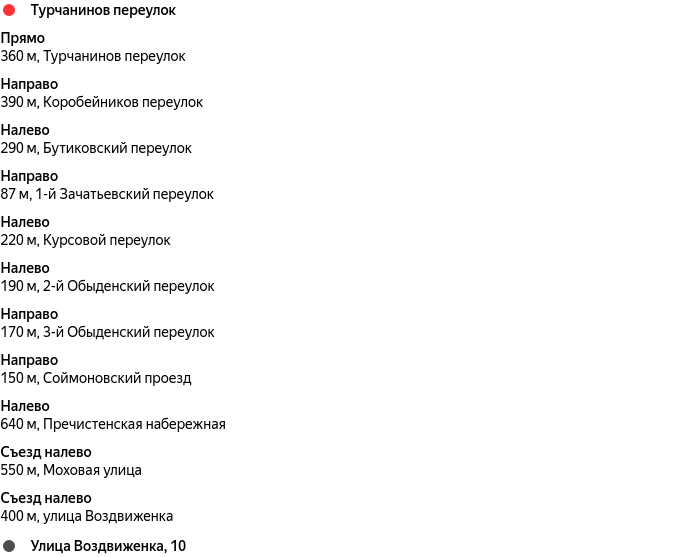 Турчанинов переулок
Прямо
360 м, Турчанинов переулок
Направо
390 м, Коробейников переулок
Налево
290 м, Бутиковский переулок
Направо
87 м, 1-й Зачатьевский переулок
Налево
220 м, Курсовой переулок
Налево
190 м, 2-й Обыденский переулок
Направо
170 м, 3-й Обыденский переулок
Направо
150 м, Соймоновский проезд
Налево
640 м, Пречистенская набережная
Съезд налево
550 м, Моховая улица
Съезд налево
400 м, улица Воздвиженка
Улица Воздвиженка, 10